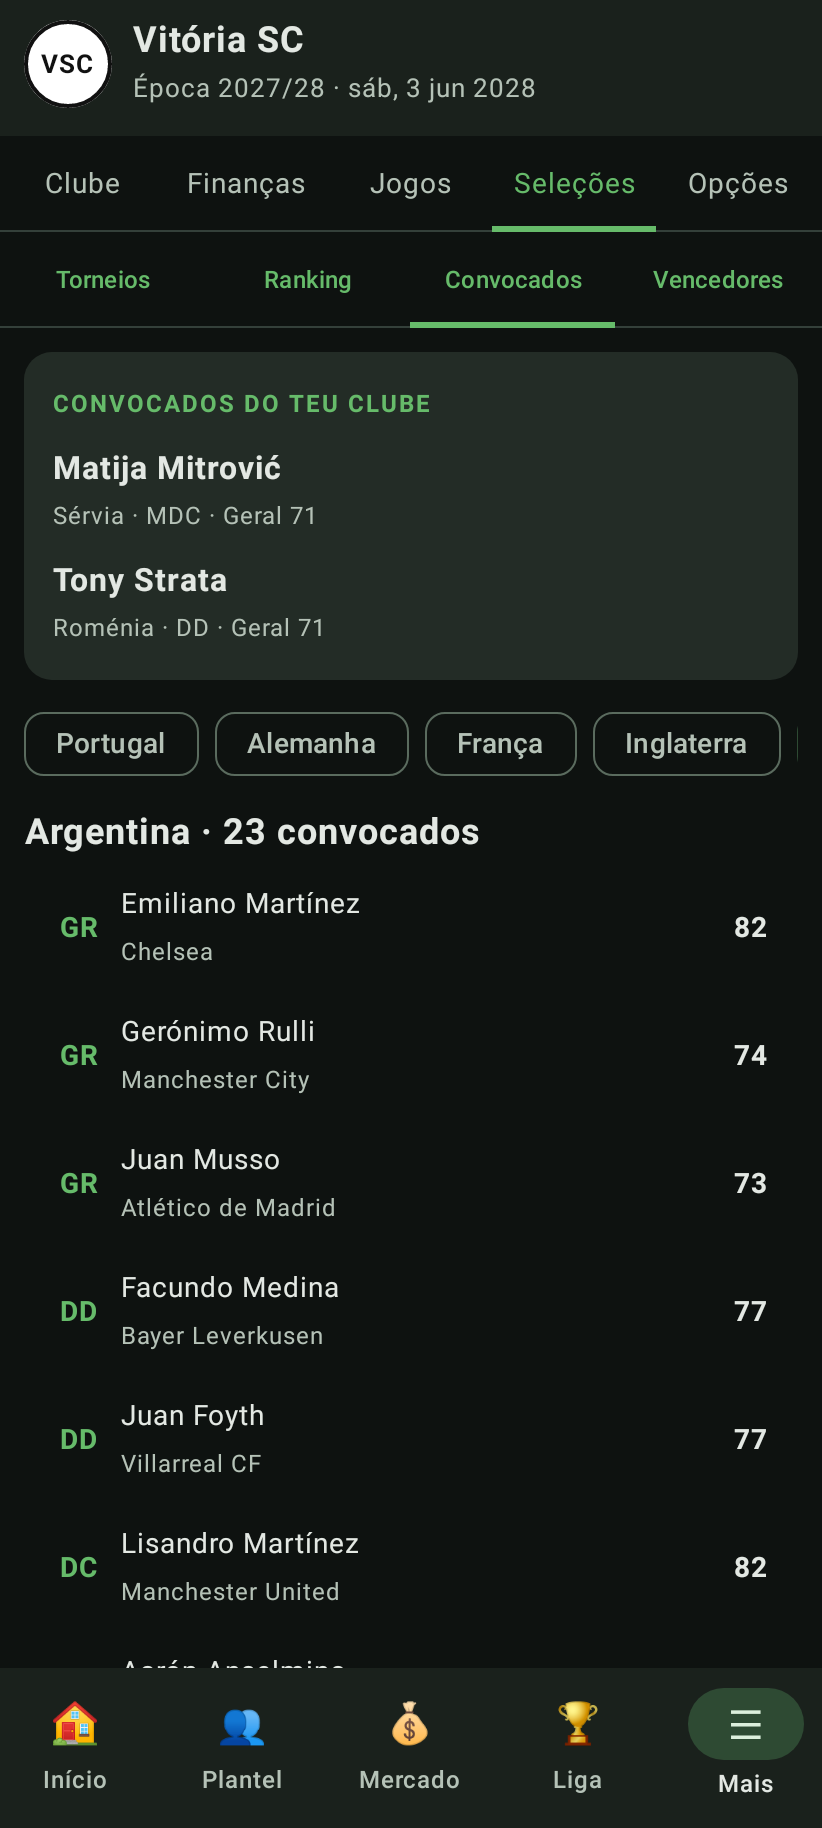 VSC
Vitória SC
Época 2027/28 · sáb, 3 jun 2028
Clube Finanças Jogos Seleções Opções
Torneios Ranking Convocados Vencedores
CONVOCADOS DO TEU CLUBE
Matija Mitrović
Sérvia · MDC · Geral 71
Tony Strata
Roménia · DD · Geral 71
Portugal Alemanha França Inglaterra
Argentina · 23 convocados
GR Emiliano Martínez 82
Chelsea
GR Gerónimo Rulli 74
Manchester City
GR Juan Musso 73
Atlético de Madrid
DD Facundo Medina 77
Bayer Leverkusen
DD Juan Foyth 77
Villarreal CF
DC Lisandro Martínez 82
Manchester United
Início Plantel Mercado Liga Mais